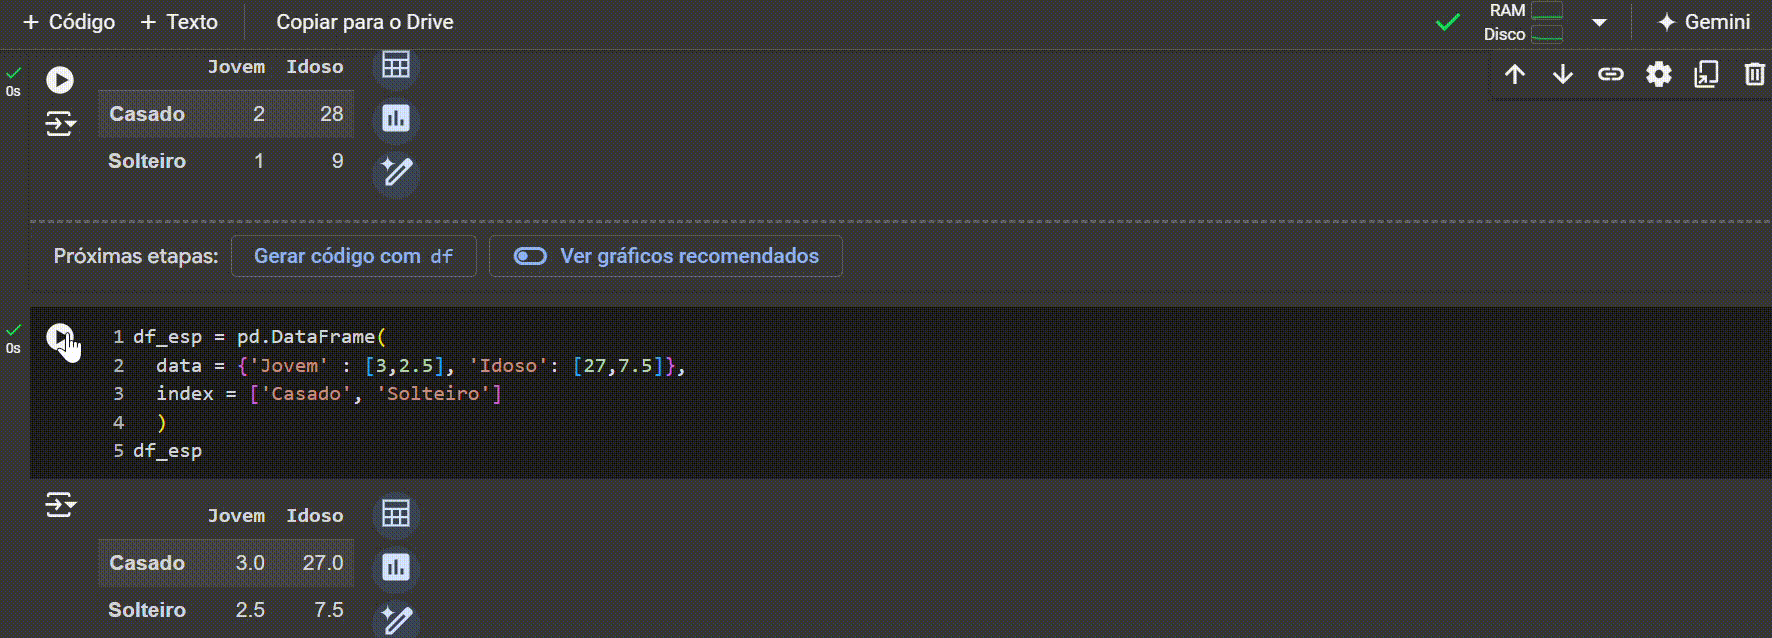 + Código + Texto Copiar para o Drive RAM Disco Gemini
0s
Jovem Idoso
Casado 2 28
Solteiro 1 9
Próximas etapas: Gerar código com df Ver gráficos recomendados
0s
1 df_esp = pd.DataFrame(
2 data = {'Jovem' : [3,2.5], 'Idoso': [27,7.5]},
3 index = ['Casado', 'Solteiro']
4 )
5 df_esp
Jovem Idoso
Casado 3.0 27.0
Solteiro 2.5 7.5